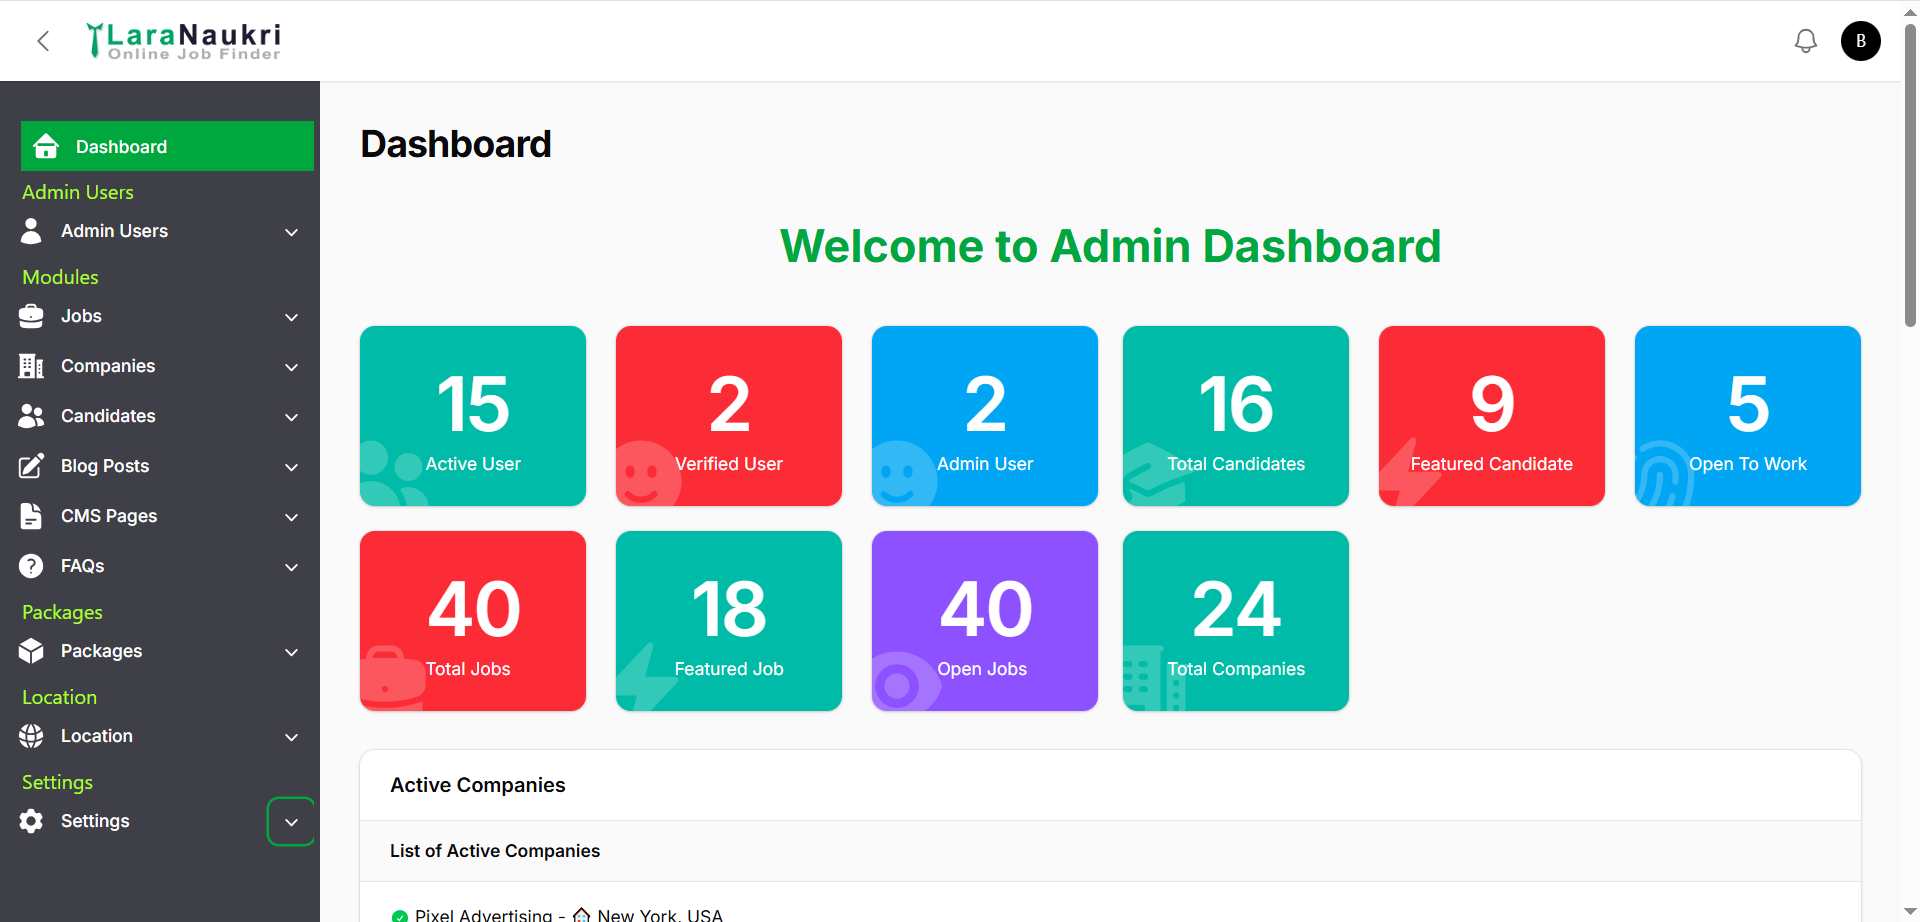 LaraNaukri
Online Job Finder
B
Dashboard
Admin Users
Admin Users
Modules
Jobs
Companies
Candidates
Blog Posts
CMS Pages
FAQs
Packages
Packages
Location
Location
Settings
Settings
Dashboard
Welcome to Admin Dashboard
15
Active User
2
Verified User
2
Admin User
16
Total Candidates
9
Featured Candidate
5
Open To Work
40
Total Jobs
18
Featured Job
40
Open Jobs
24
Total Companies
Active Companies
List of Active Companies
Pixel Advertising - New York, USA